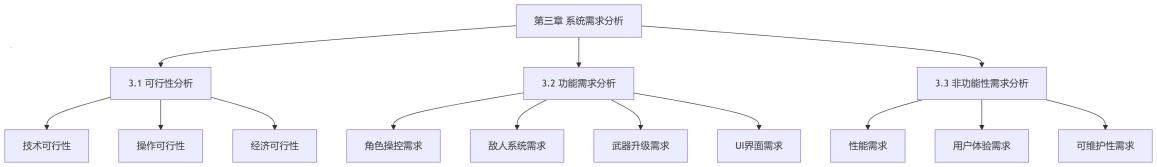 第三章 系统需求分析
3.1 可行性分析
3.2 功能需求分析
3.3 非功能性需求分析
技术可行性
操作可行性
经济可行性
角色操控需求
敌人系统需求
武器升级需求
UI界面需求
性能需求
用户体验需求
可维护性需求